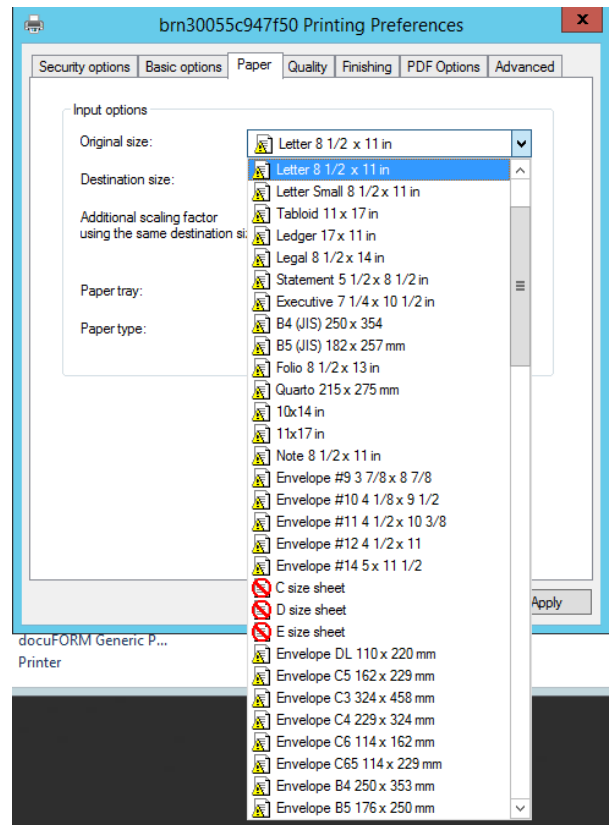 brn30055c947f50 Printing Preferences
x
Security options
Basic options
Paper
Quality
Finishing
PDF Options
Advanced
Input options
Original size:
Letter 8 1/2 x 11 in
Destination size:
Additional scaling factor
using the same destination si
Paper tray:
Paper type:
Letter 8 1/2 x 11 in
Letter Small 8 1/2 x 11 in
Tabloid 11 x 17 in
Ledger 17 x 11 in
Legal 8 1/2 x 14 in
Statement 5 1/2 x 8 1/2 in
Executive 7 1/4 x 10 1/2 in
B4 (JIS) 250 x 354
B5 (JIS) 182 x 257 mm
Folio 8 1/2 x 13 in
Quarto 215 x 275 mm
10x14 in
11x17 in
Note 8 1/2 x 11 in
Envelope #9 3 7/8 x 8 7/8
Envelope #10 4 1/8 x 9 1/2
Envelope #11 4 1/2 x 10 3/8
Envelope #12 4 1/2 x 11
Envelope #14 5 x 11 1/2
C size sheet
D size sheet
E size sheet
Envelope DL 110 x 220 mm
Envelope C5 162 x 229 mm
Envelope C3 324 x 458 mm
Envelope C4 229 x 324 mm
Envelope C6 114 x 162 mm
Envelope C65 114 x 229 mm
Envelope B4 250 x 353 mm
Envelope B5 176 x 250 mm
Apply
docuFORM Generic P...
Printer